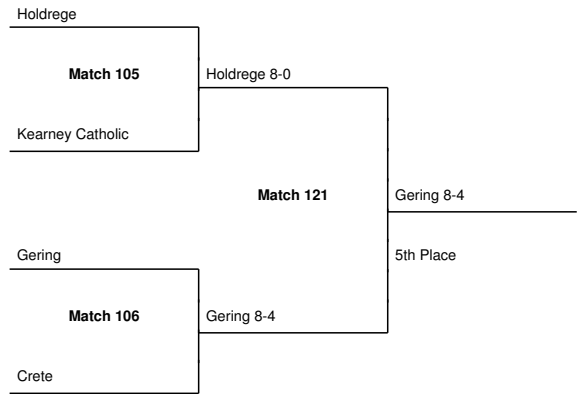 Holdrege
Match 105
Holdrege 8-0
Kearney Catholic
Match 121
Gering 8-4
Gering
5th Place
Match 106
Gering 8-4
Crete